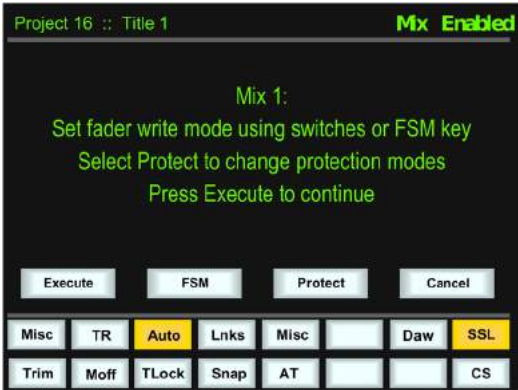 Project 16 :: Title 1 Mix Enabled
Mix 1:
Set fader write mode using switches or FSM key
Select Protect to change protection modes
Press Execute to continue
Execute FSM Protect Cancel
Misc TR Auto Lnks Misc Daw SSL
Trim Moff TLock Snap AT CS